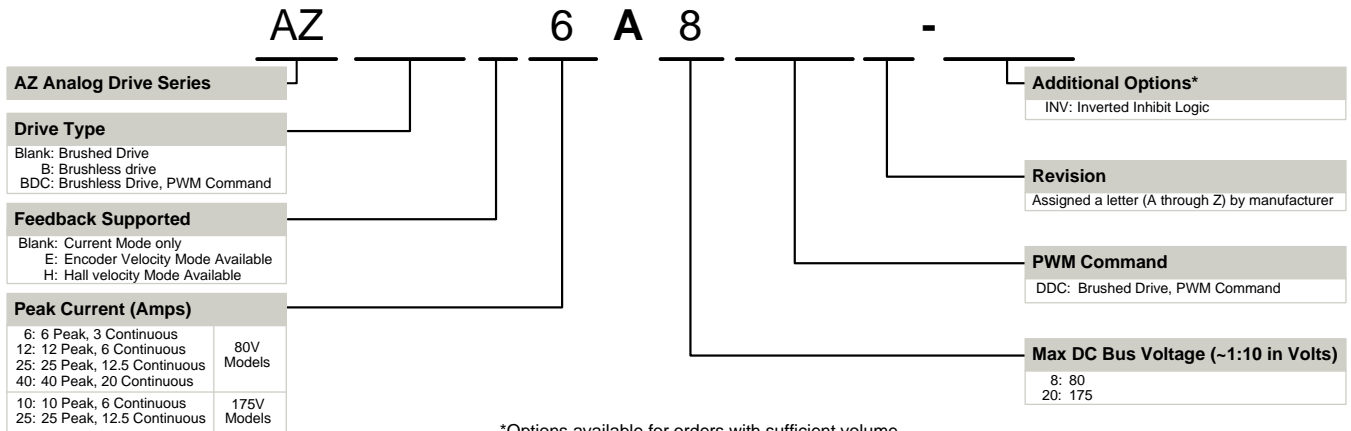 AZ 6 A 8 -
AZ Analog Drive Series
Drive Type
Blank: Brushed Drive
B: Brushless drive
BDC: Brushless Drive, PWM Command
Feedback Supported
Blank: Current Mode only
E: Encoder Velocity Mode Available
H: Hall velocity Mode Available
Peak Current (Amps)
6: 6 Peak, 3 Continuous
12: 12 Peak, 6 Continuous
25: 25 Peak, 12.5 Continuous
40: 40 Peak, 20 Continuous
80V
Models
10: 10 Peak, 6 Continuous
25: 25 Peak, 12.5 Continuous
175V
Models
Additional Options*
INV: Inverted Inhibit Logic
Revision
Assigned a letter (A through Z) by manufacturer
PWM Command
DDC: Brushed Drive, PWM Command
Max DC Bus Voltage (~1:10 in Volts)
8: 80
20: 175
*Options available for orders with sufficient volume